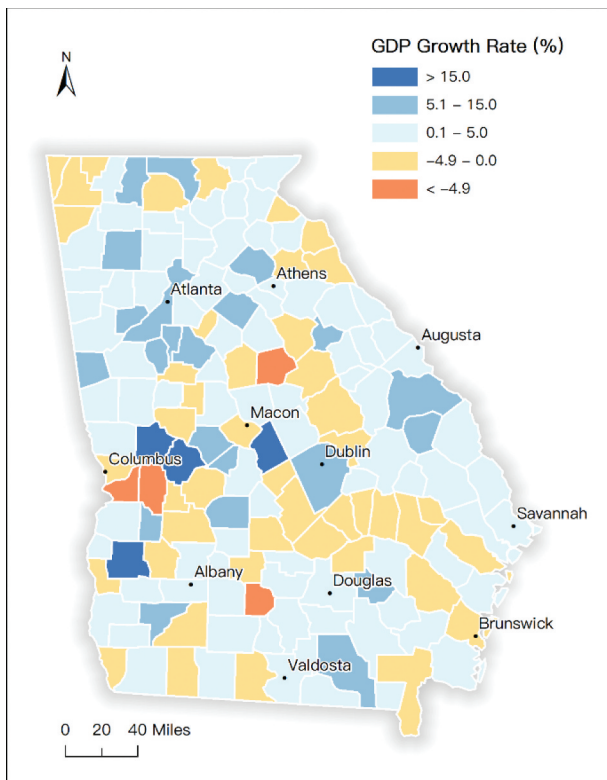 GDP Growth Rate (%)
> 15.0
5.1 – 15.0
0.1 – 5.0
−4.9 – 0.0
< −4.9
N
Athens
Atlanta
Augusta
Macon
Columbus
Dublin
Savannah
Albany
Douglas
Brunswick
Valdosta
0 20 40 Miles